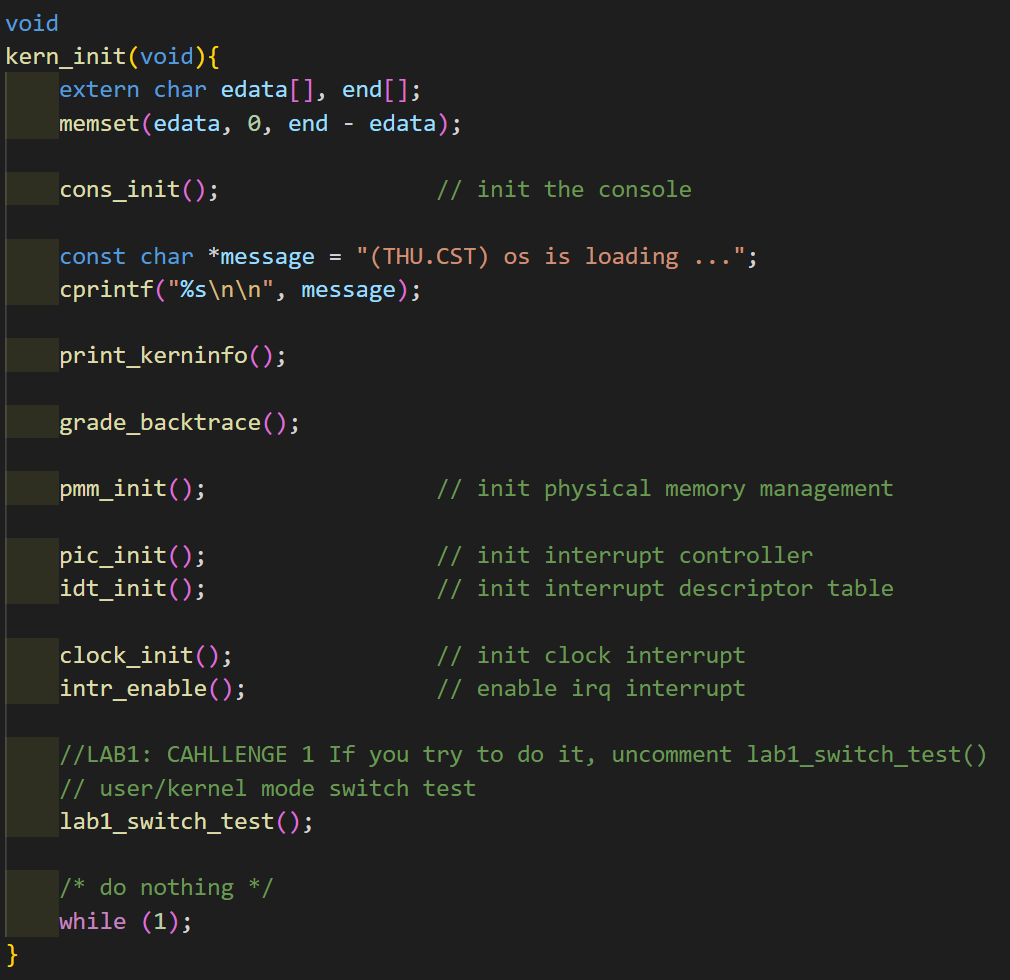 void
kern_init(void){
    extern char edata[], end[];
    memset(edata, 0, end - edata);

    cons_init();                // init the console

    const char *message = "(THU.CST) os is loading ...";
    cprintf("%s\n\n", message);

    print_kerninfo();

    grade_backtrace();

    pmm_init();                 // init physical memory management

    pic_init();                 // init interrupt controller
    idt_init();                 // init interrupt descriptor table

    clock_init();               // init clock interrupt
    intr_enable();              // enable irq interrupt

    //LAB1: CAHLLENGE 1 If you try to do it, uncomment lab1_switch_test()
    // user/kernel mode switch test
    lab1_switch_test();

    /* do nothing */
    while (1);
}